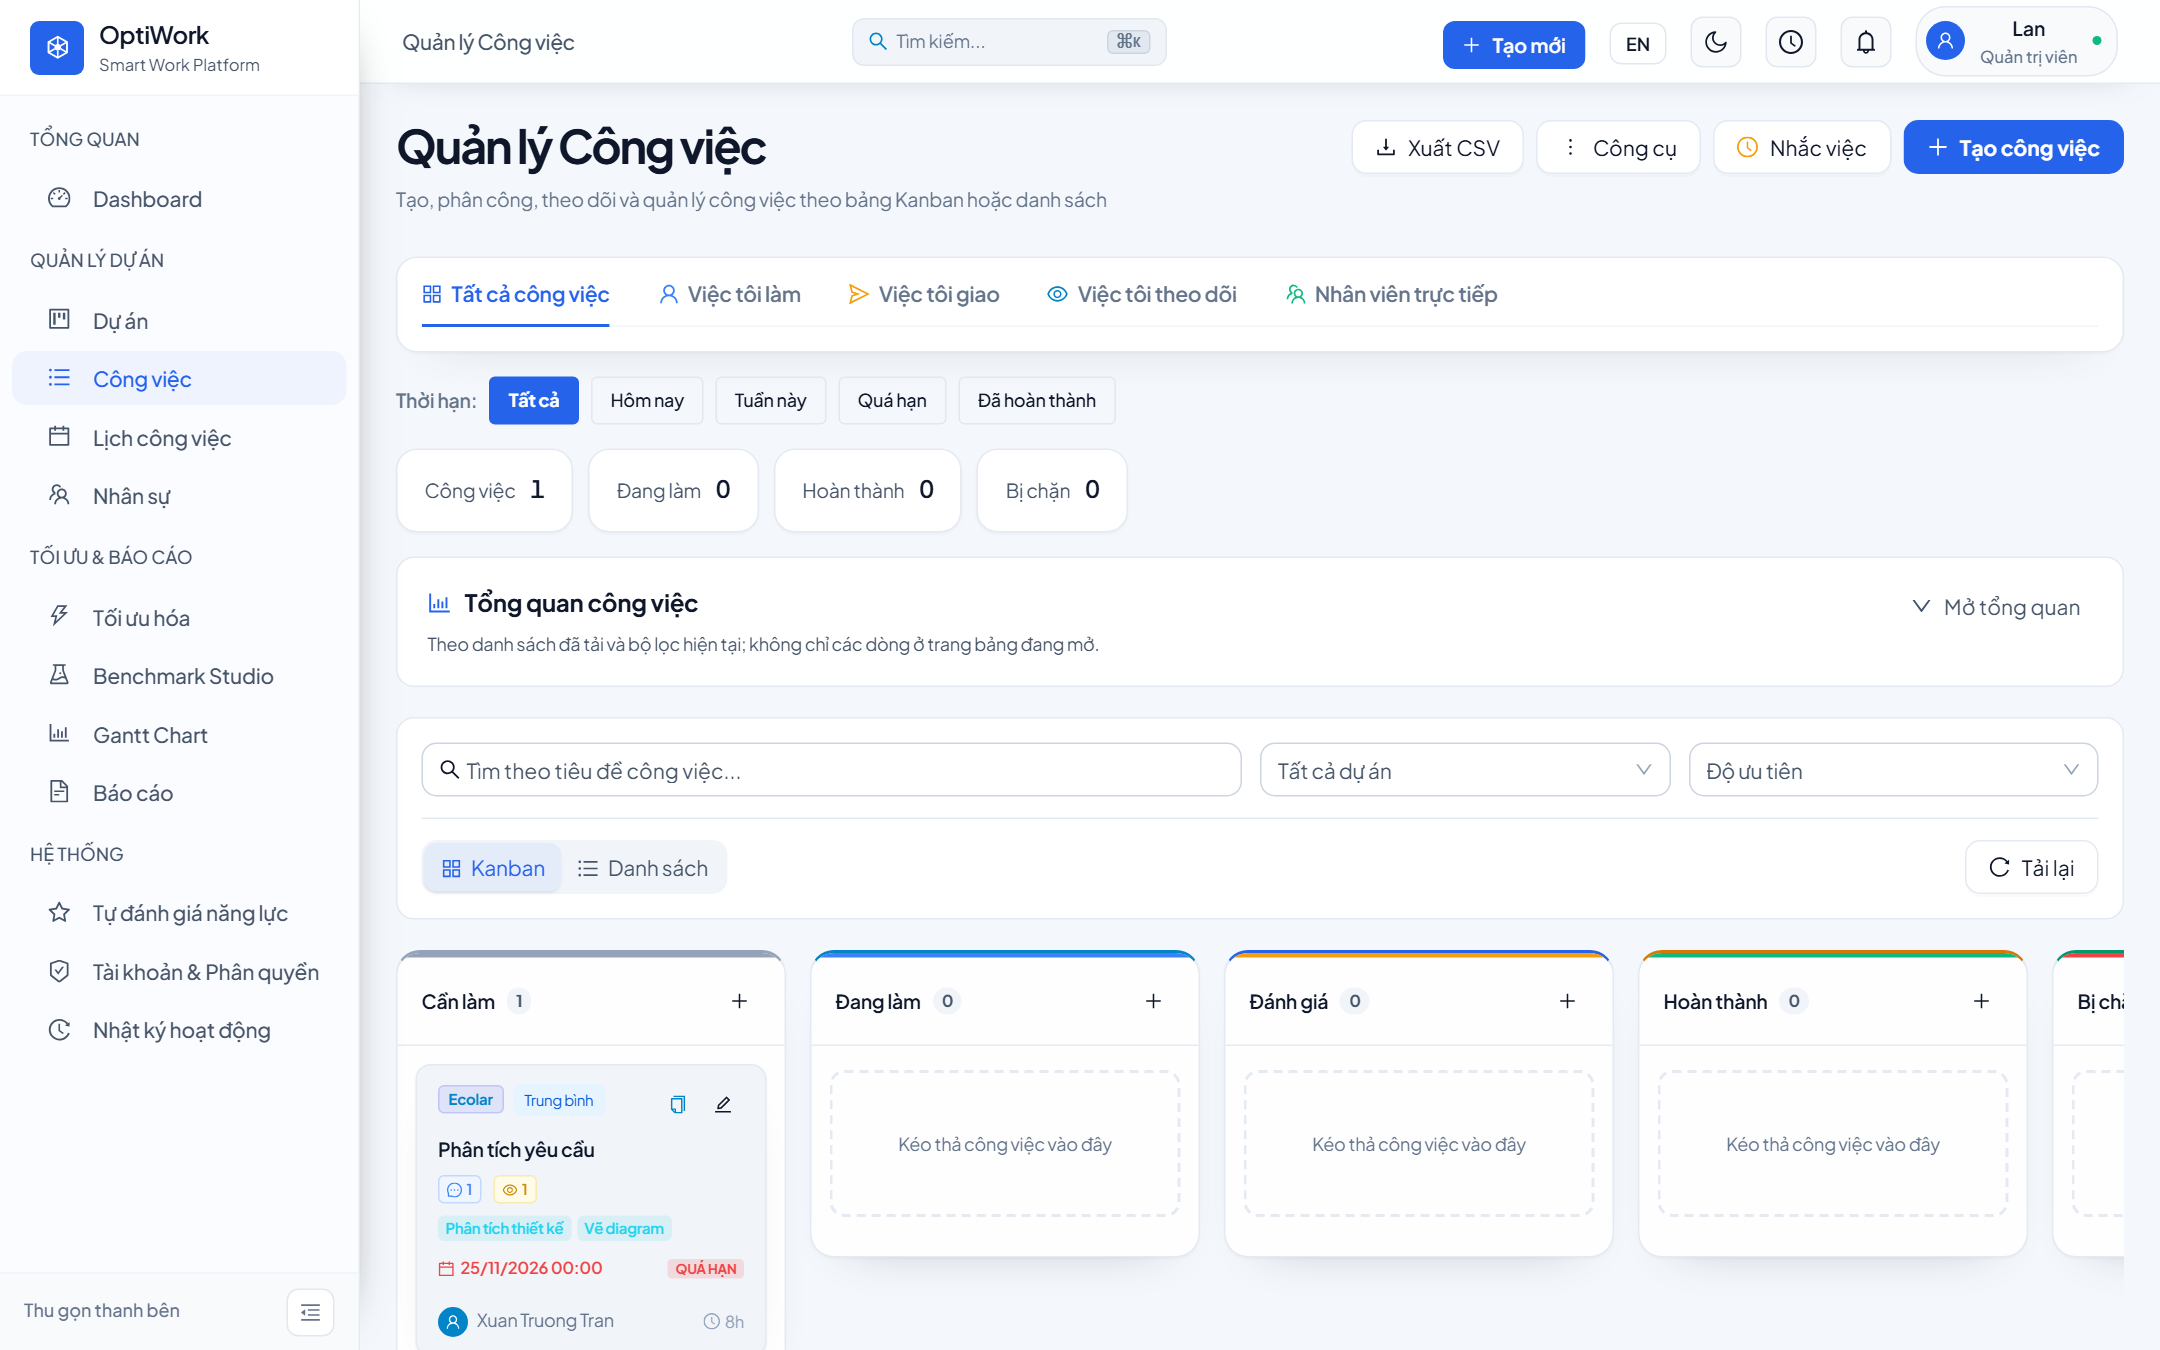 OptiWork
Smart Work Platform
TỔNG QUAN
Dashboard
QUẢN LÝ DỰ ÁN
Dự án
Công việc
Lịch công việc
Nhân sự
TỐI ƯU & BÁO CÁO
Tối ưu hóa
Benchmark Studio
Gantt Chart
Báo cáo
HỆ THỐNG
Tự đánh giá năng lực
Tài khoản & Phân quyền
Nhật ký hoạt động
Thu gọn thanh bên
Quản lý Công việc
Tìm kiếm...
⌘K
Tạo mới
EN
Lan
Quản trị viên
Quản lý Công việc
Tạo, phân công, theo dõi và quản lý công việc theo bảng Kanban hoặc danh sách
Xuất CSV
Công cụ
Nhắc việc
Tạo công việc
Tất cả công việc
Việc tôi làm
Việc tôi giao
Việc tôi theo dõi
Nhân viên trực tiếp
Thời hạn:
Tất cả
Hôm nay
Tuần này
Quá hạn
Đã hoàn thành
Công việc 1
Đang làm 0
Hoàn thành 0
Bị chặn 0
Tổng quan công việc
Theo danh sách đã tải và bộ lọc hiện tại; không chỉ các dòng ở trang bảng đang mở.
Mở tổng quan
Tìm theo tiêu đề công việc...
Tất cả dự án
Độ ưu tiên
Kanban
Danh sách
Tải lại
Cần làm 1
Ecolar
Trung bình
Phân tích yêu cầu
1
1
Phân tích thiết kế
Vẽ diagram
25/11/2026 00:00
QUÁ HẠN
Xuan Truong Tran
8h
Đang làm 0
Kéo thả công việc vào đây
Đánh giá 0
Kéo thả công việc vào đây
Hoàn thành 0
Kéo thả công việc vào đây
Bị